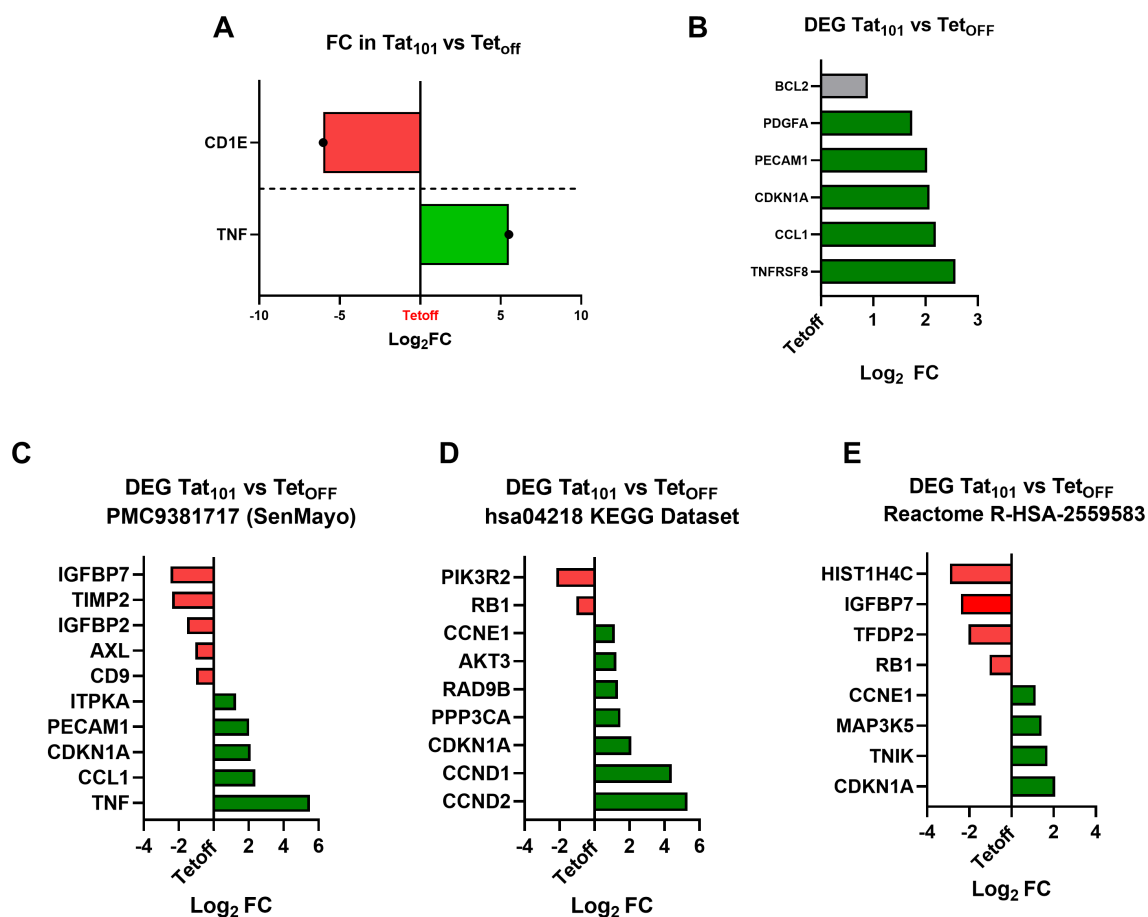 A
FC in Tat101 vs Tetoff
CD1E
TNF
-10
-5
Tetoff
5
10
Log2FC
B
DEG Tat101 vs TetOFF
BCL2
PDGFA
PECAM1
CDKN1A
CCL1
TNFRSF8
Tetoff
1
2
3
Log2 FC
C
DEG Tat101 vs TetOFF
PMC9381717 (SenMayo)
IGFBP7
TIMP2
IGFBP2
AXL
CD9
ITPKA
PECAM1
CDKN1A
CCL1
TNF
-4
-2
Tetoff
2
4
6
Log2 FC
D
DEG Tat101 vs TetOFF
hsa04218 KEGG Dataset
PIK3R2
RB1
CCNE1
AKT3
RAD9B
PPP3CA
CDKN1A
CCND1
CCND2
-4
-2
Tetoff
2
4
6
Log2 FC
E
DEG Tat101 vs TetOFF
Reactome R-HSA-2559583
HIST1H4C
IGFBP7
TFDP2
RB1
CCNE1
MAP3K5
TNIK
CDKN1A
-4
-2
Tetoff
2
4
Log2 FC